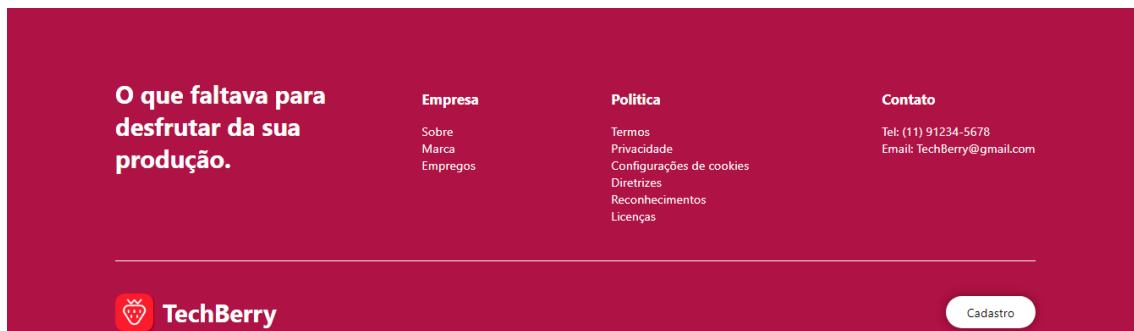 O que faltava para
desfrutar da sua
produção.
Empresa
Sobre
Marca
Empregos
Politica
Termos
Privacidade
Configurações de cookies
Diretrizes
Reconhecimentos
Licenças
Contato
Tel: (11) 91234-5678
Email: TechBerry@gmail.com
TechBerry
Cadastro